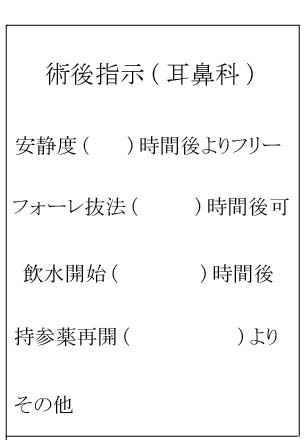 術後指示(耳鼻科)
安静度(　　)時間後よりフリー
フォーレ抜法(　　　)時間後可
飲水開始(　　　　)時間後
持参薬再開(　　　　　)より
その他